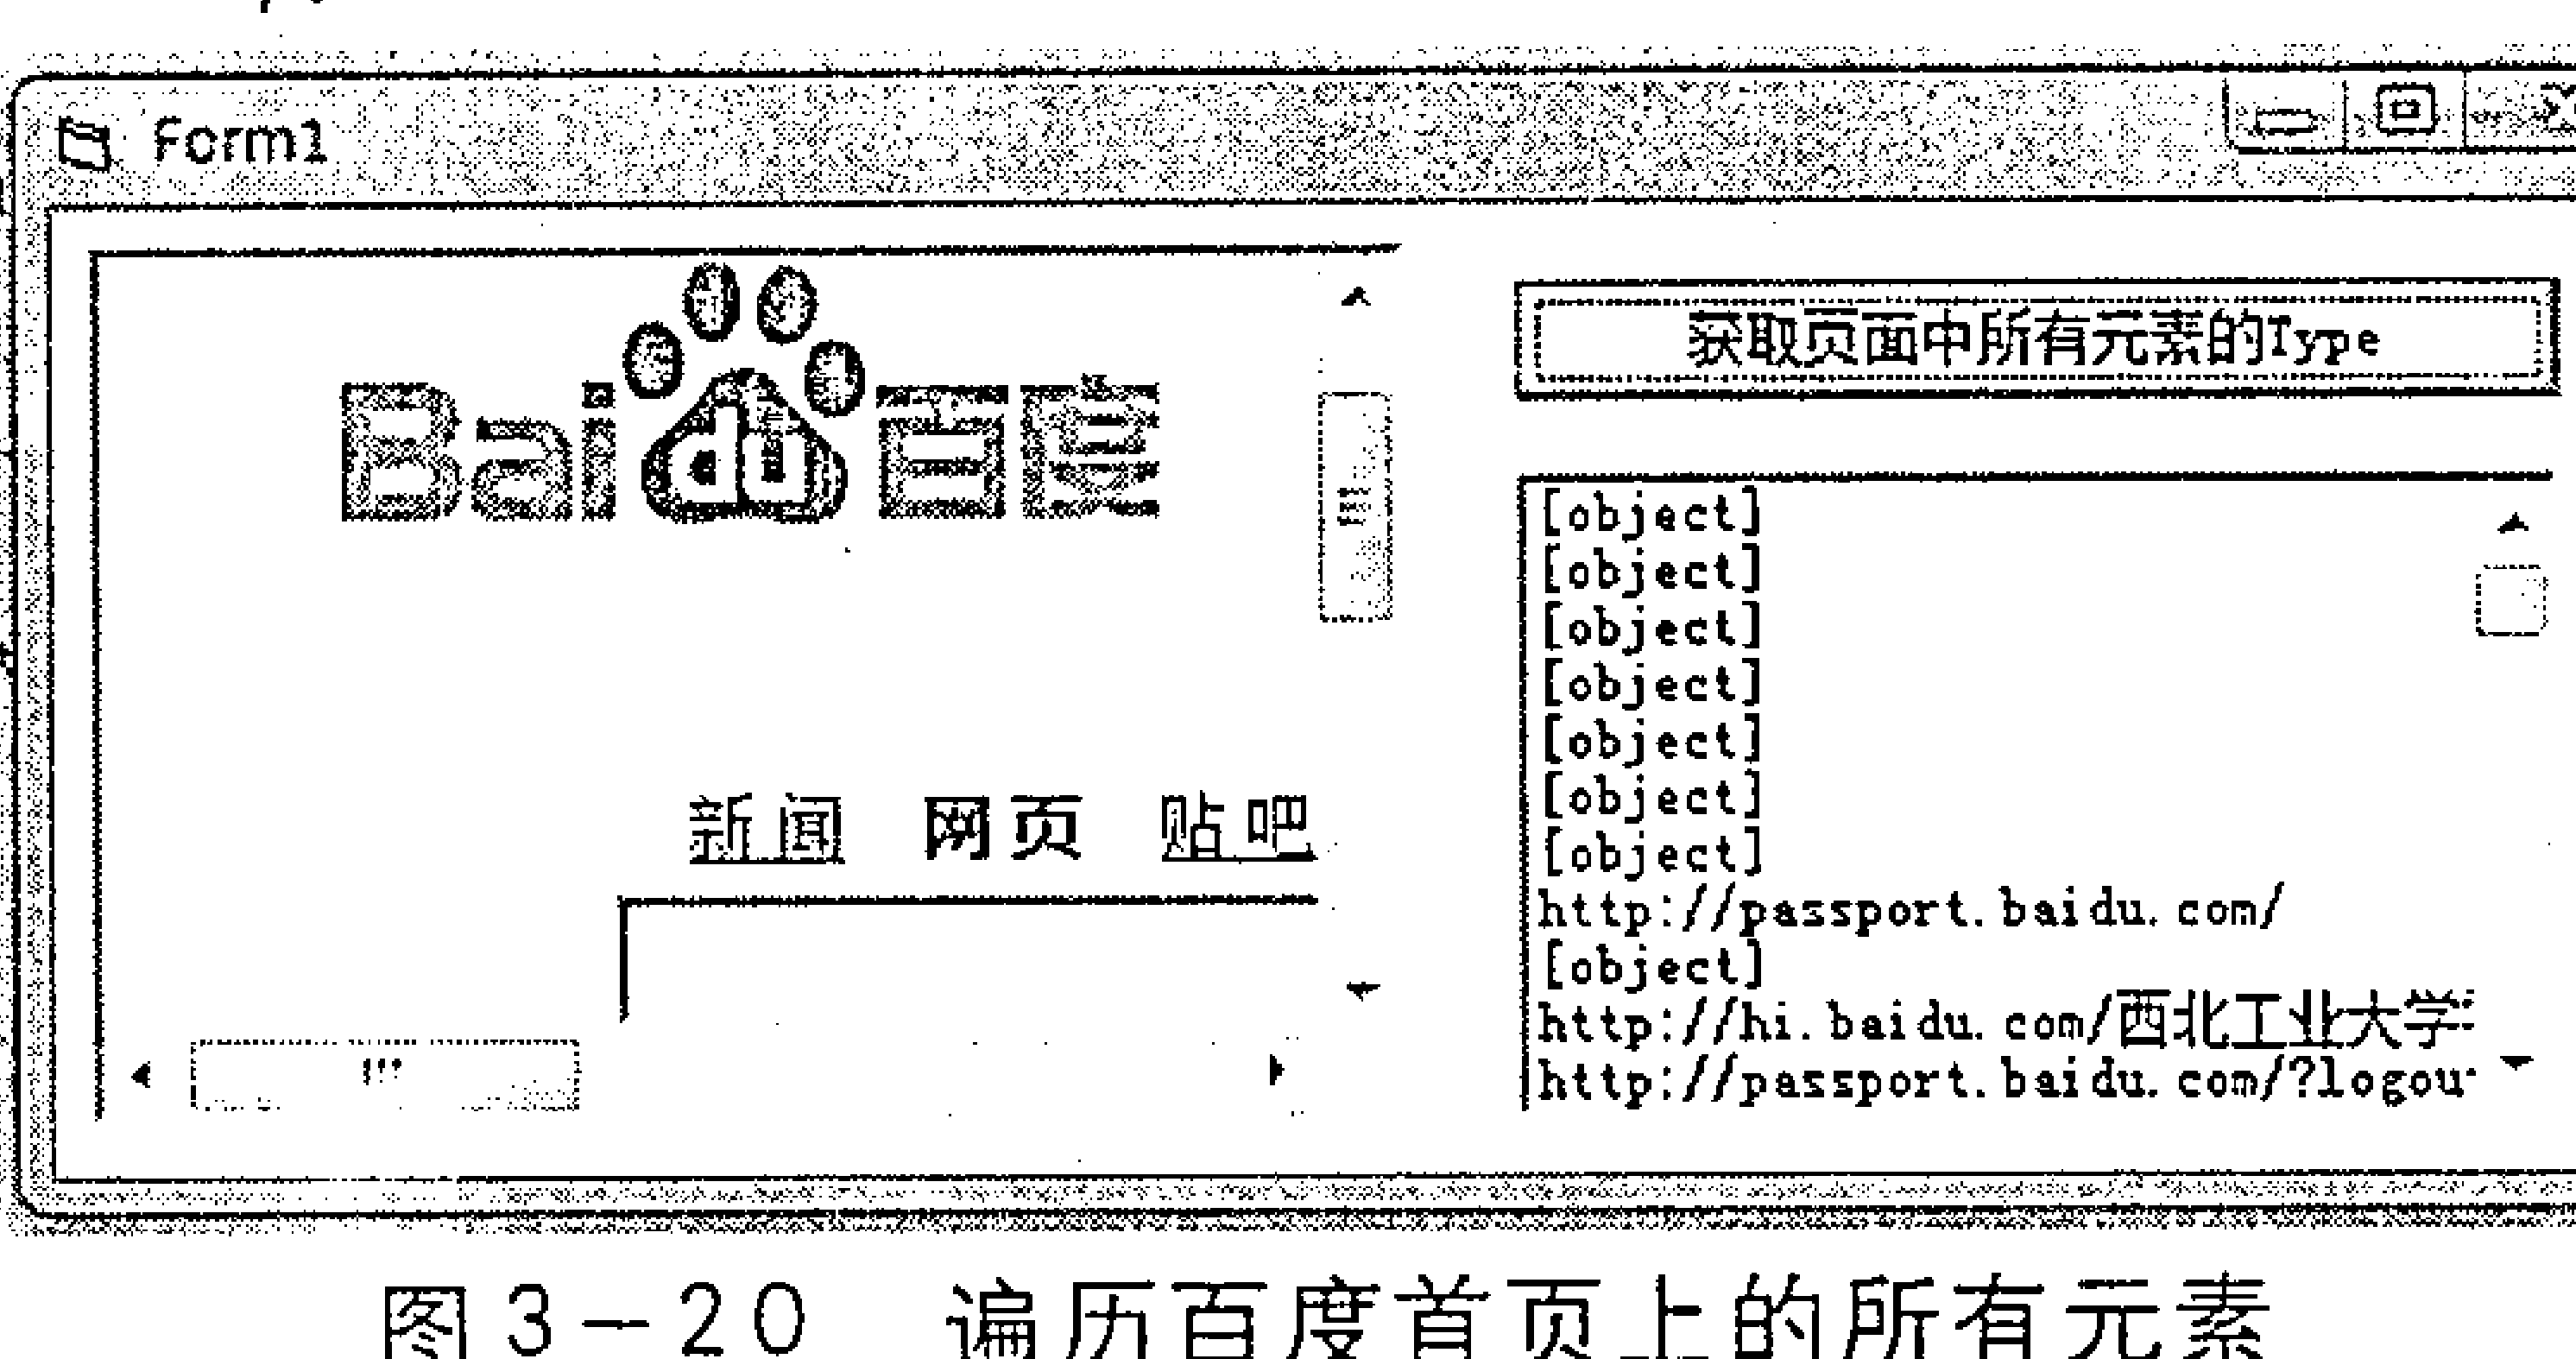 Form1
Bai du 百度
新闻 网页 贴吧
获取页面中所有元素的Type
[object]
[object]
[object]
[object]
[object]
[object]
[object]
http://passport.baidu.com/
[object]
http://hi.baidu.com/西北工业大学
http://passport.baidu.com/?logou
图3-20 遍历百度首页上的所有元素